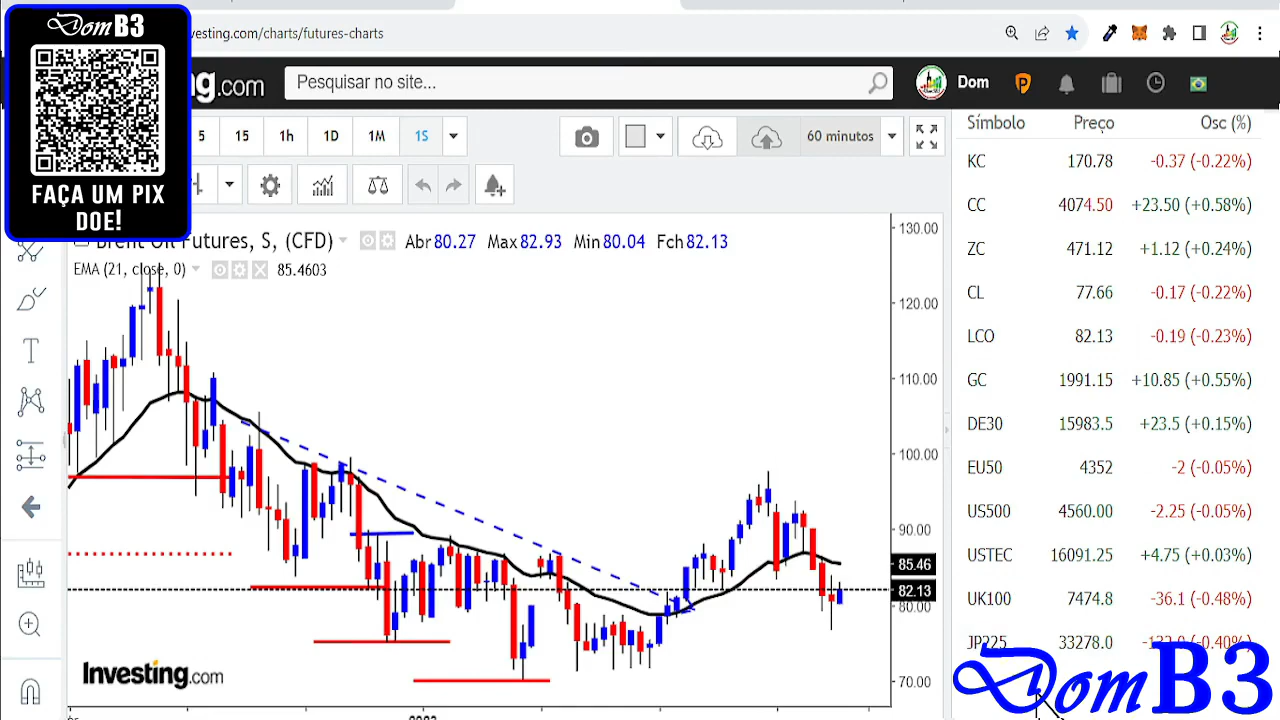 DomB3
FAÇA UM PIX
DOE!
vesting.com/charts/futures-charts
ng.com
Pesquisar no site...
Dom
5 15 1h 1D 1M 1S
60 minutos
Brent Oil Futures, S, (CFD) Abr 80.27 Max 82.93 Min 80.04 Fch 82.13
EMA (21, close, 0) 85.4603
130.00
120.00
110.00
100.00
90.00
85.46
82.13
80.00
70.00
2023
Investing.com
Símbolo Preço Osc (%)
KC 170.78 -0.37 (-0.22%)
CC 4074.50 +23.50 (+0.58%)
ZC 471.12 +1.12 (+0.24%)
CL 77.66 -0.17 (-0.22%)
LCO 82.13 -0.19 (-0.23%)
GC 1991.15 +10.85 (+0.55%)
DE30 15983.5 +23.5 (+0.15%)
EU50 4352 -2 (-0.05%)
US500 4560.00 -2.25 (-0.05%)
USTEC 16091.25 +4.75 (+0.03%)
UK100 7474.8 -36.1 (-0.48%)
JP225 33278.0 (-0.40%)
DomB3